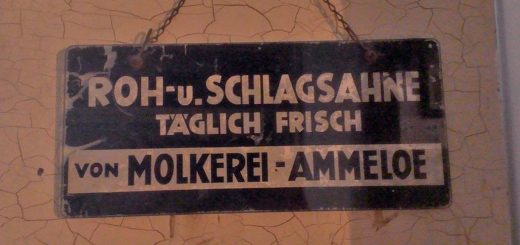 ROH-u. SCHLAGSAHNE
TÄGLICH FRISCH
VON MOLKEREI-AMMELOE